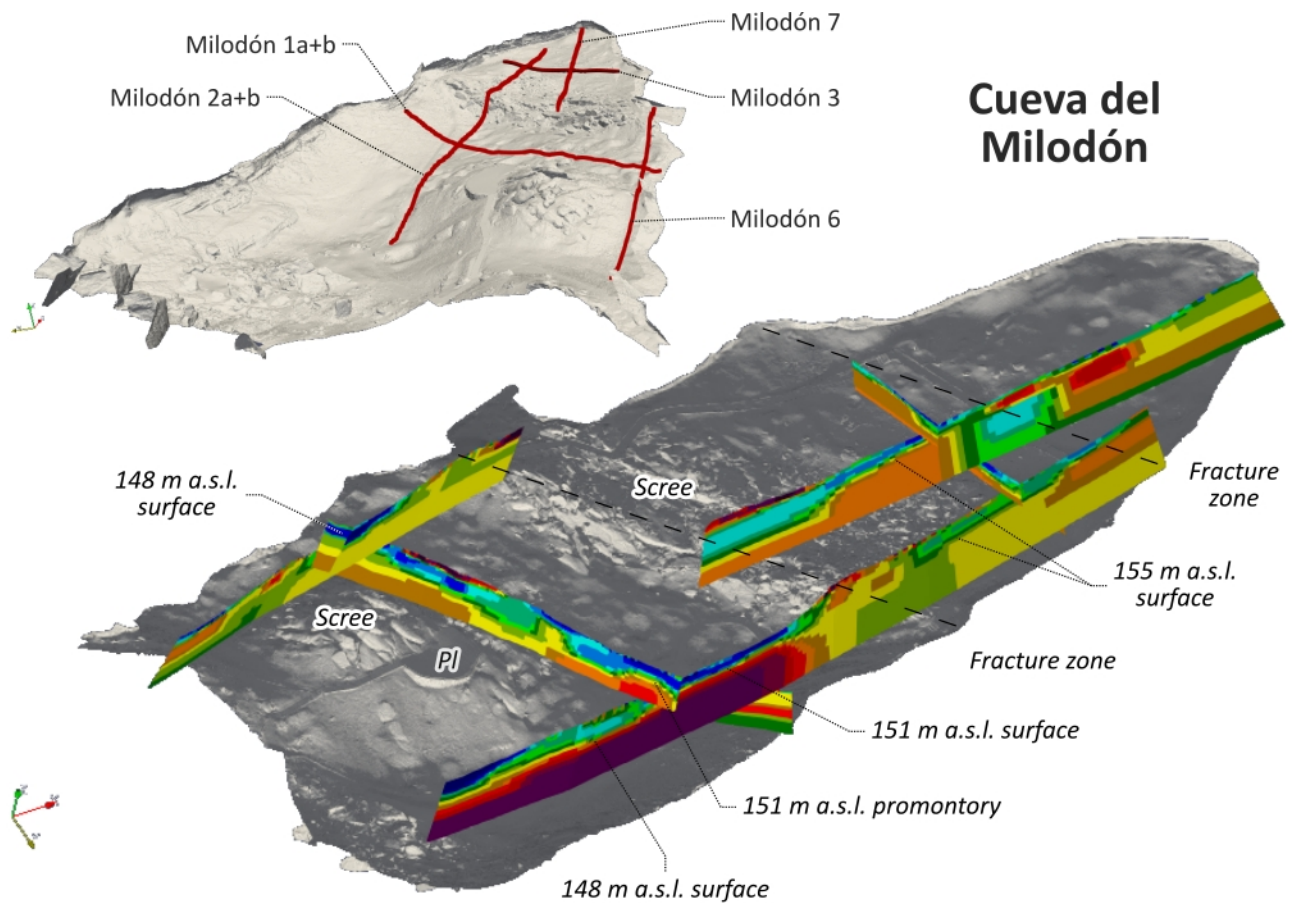 Milodón 7
Milodón 1a+b
Milodón 2a+b
Milodón 3
Cueva del
Milodón
Milodón 6
148 m a.s.l.
surface
Scree
Fracture
zone
155 m a.s.l.
surface
Scree
Pl
Fracture zone
151 m a.s.l. surface
151 m a.s.l. promontory
148 m a.s.l. surface